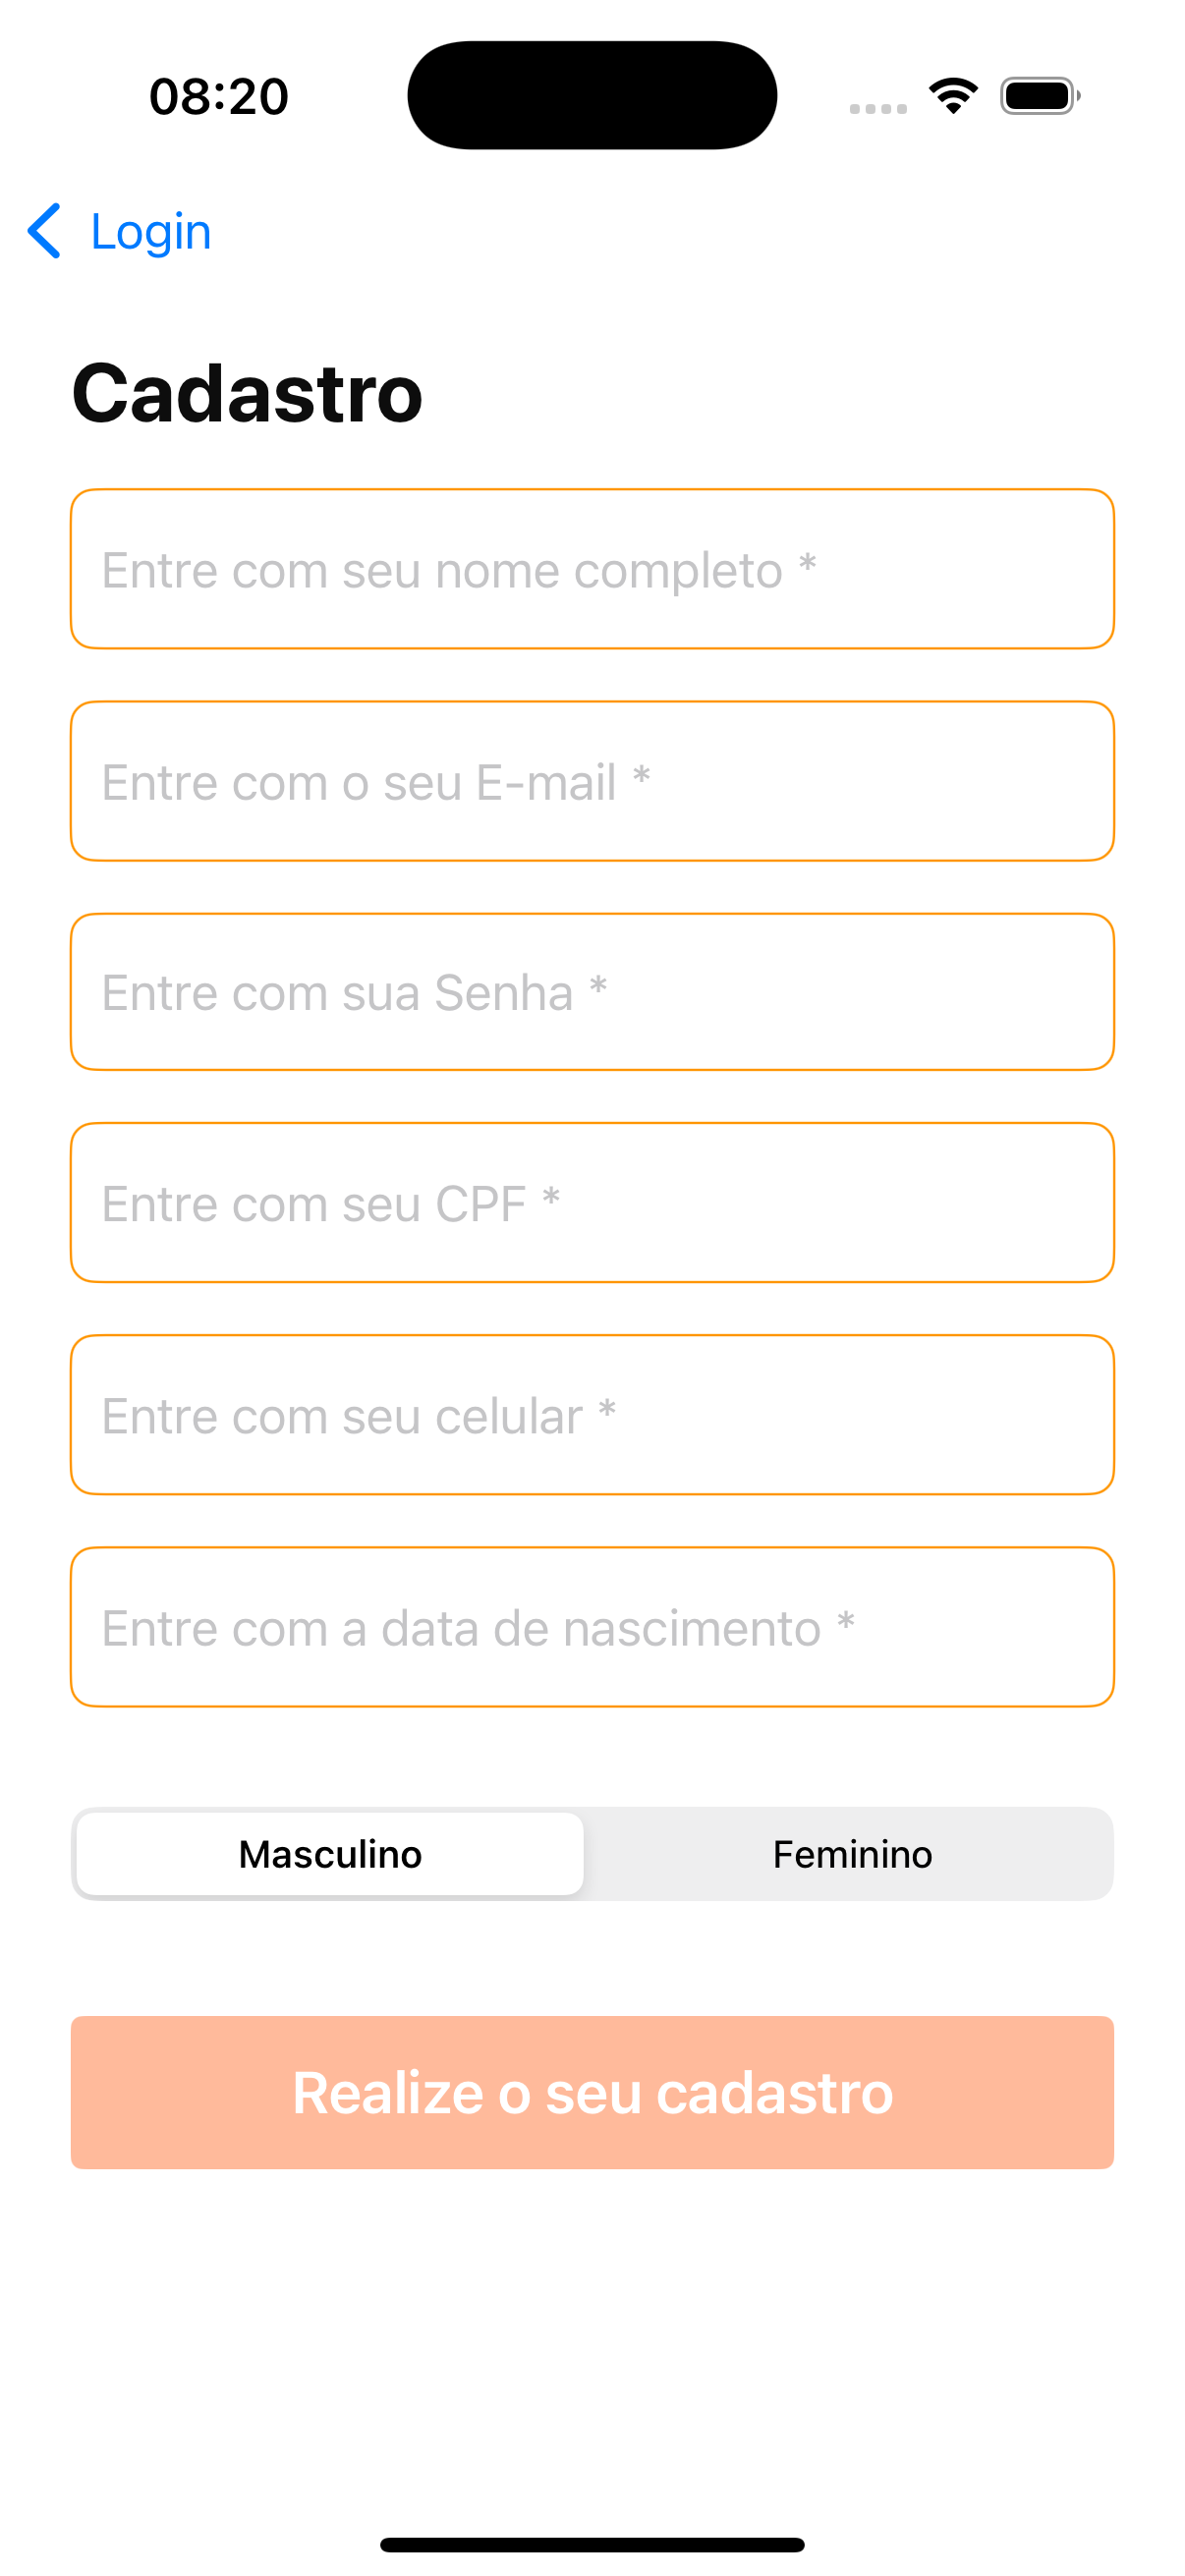 08:20
Login
Cadastro
Entre com seu nome completo *
Entre com o seu E-mail *
Entre com sua Senha *
Entre com seu CPF *
Entre com seu celular *
Entre com a data de nascimento *
Masculino Feminino
Realize o seu cadastro